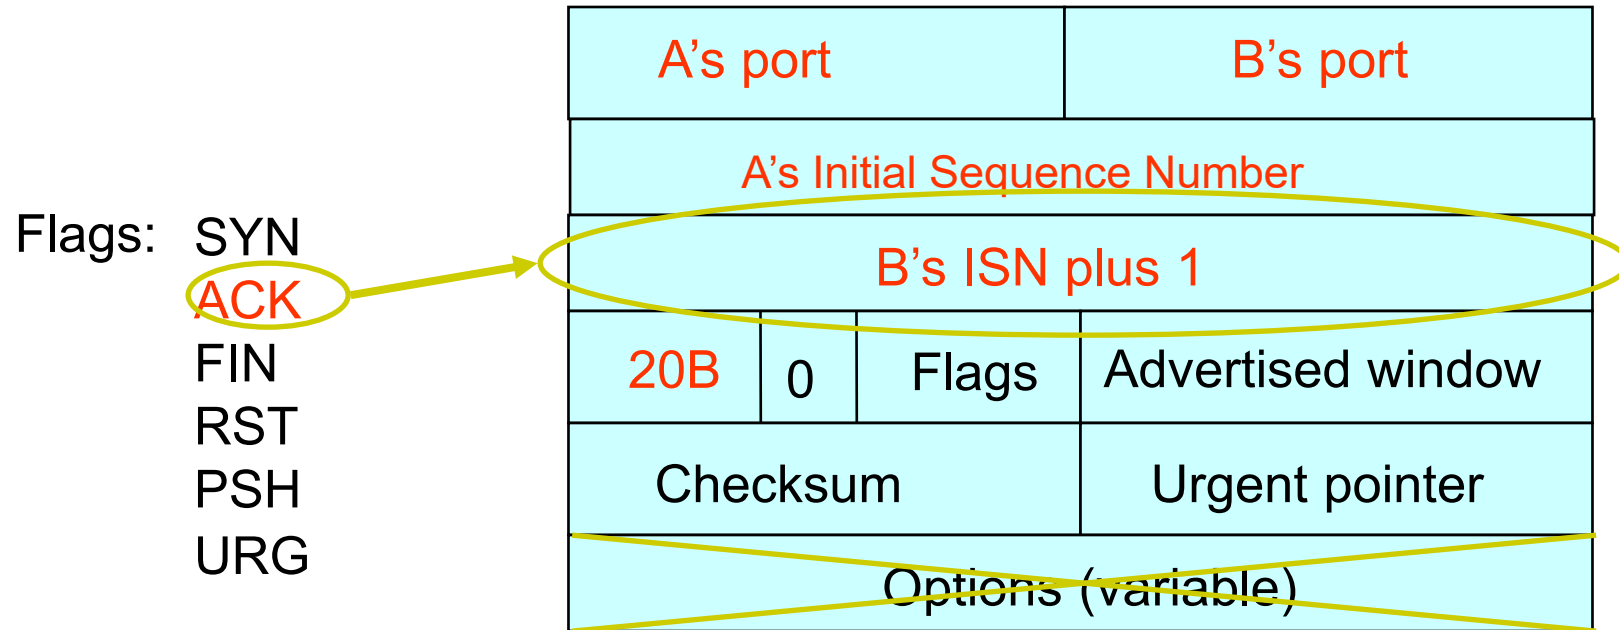 A's port
B's port
A's Initial Sequence Number
Flags: SYN
B's ISN plus 1
ACK
FIN
20B
0
Flags
Advertised window
RST
PSH
Checksum
Urgent pointer
URG
Options (variable)